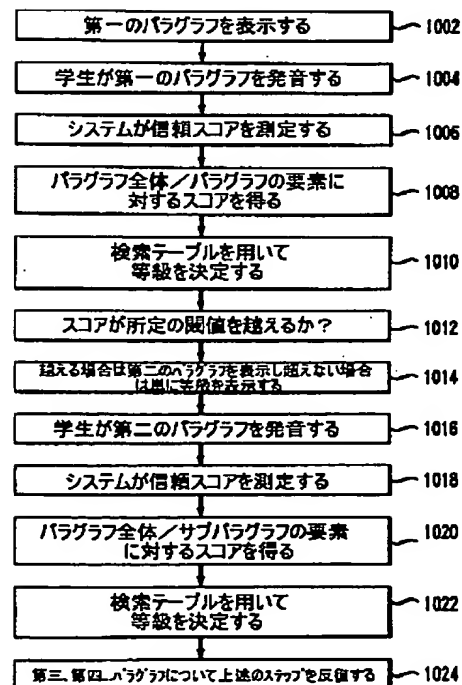 第一のパラグラフを表示する 1002
学生が第一のパラグラフを発音する 1004
システムが信頼スコアを測定する 1006
パラグラフ全体／パラグラフの要素に
対するスコアを得る 1008
検索テーブルを用いて
等級を決定する 1010
スコアが所定の閾値を越えるか？ 1012
越える場合は第二のパラグラフを表示し越えない場合
は単に等級を表示する 1014
学生が第二のパラグラフを発音する 1016
システムが信頼スコアを測定する 1018
パラグラフ全体／サブパラグラフの要素
に対するスコアを得る 1020
検索テーブルを用いて
等級を決定する 1022
第三、第四...パラグラフについて上述のステップを反復する 1024